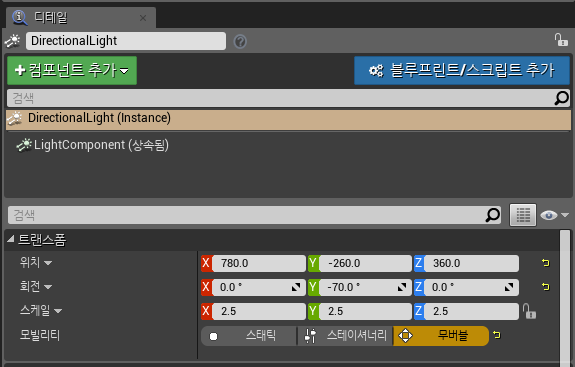 디테일
DirectionalLight
+컴포넌트 추가 블루프린트/스크립트 추가
검색
DirectionalLight (Instance)
LightComponent (상속됨)
검색
트랜스폼
위치 X 780.0 Y -260.0 Z 360.0
회전 X 0.0 ° Y -70.0 ° Z 0.0 °
스케일 X 2.5 Y 2.5 Z 2.5
모빌리티 스태틱 스테이셔너리 무버블